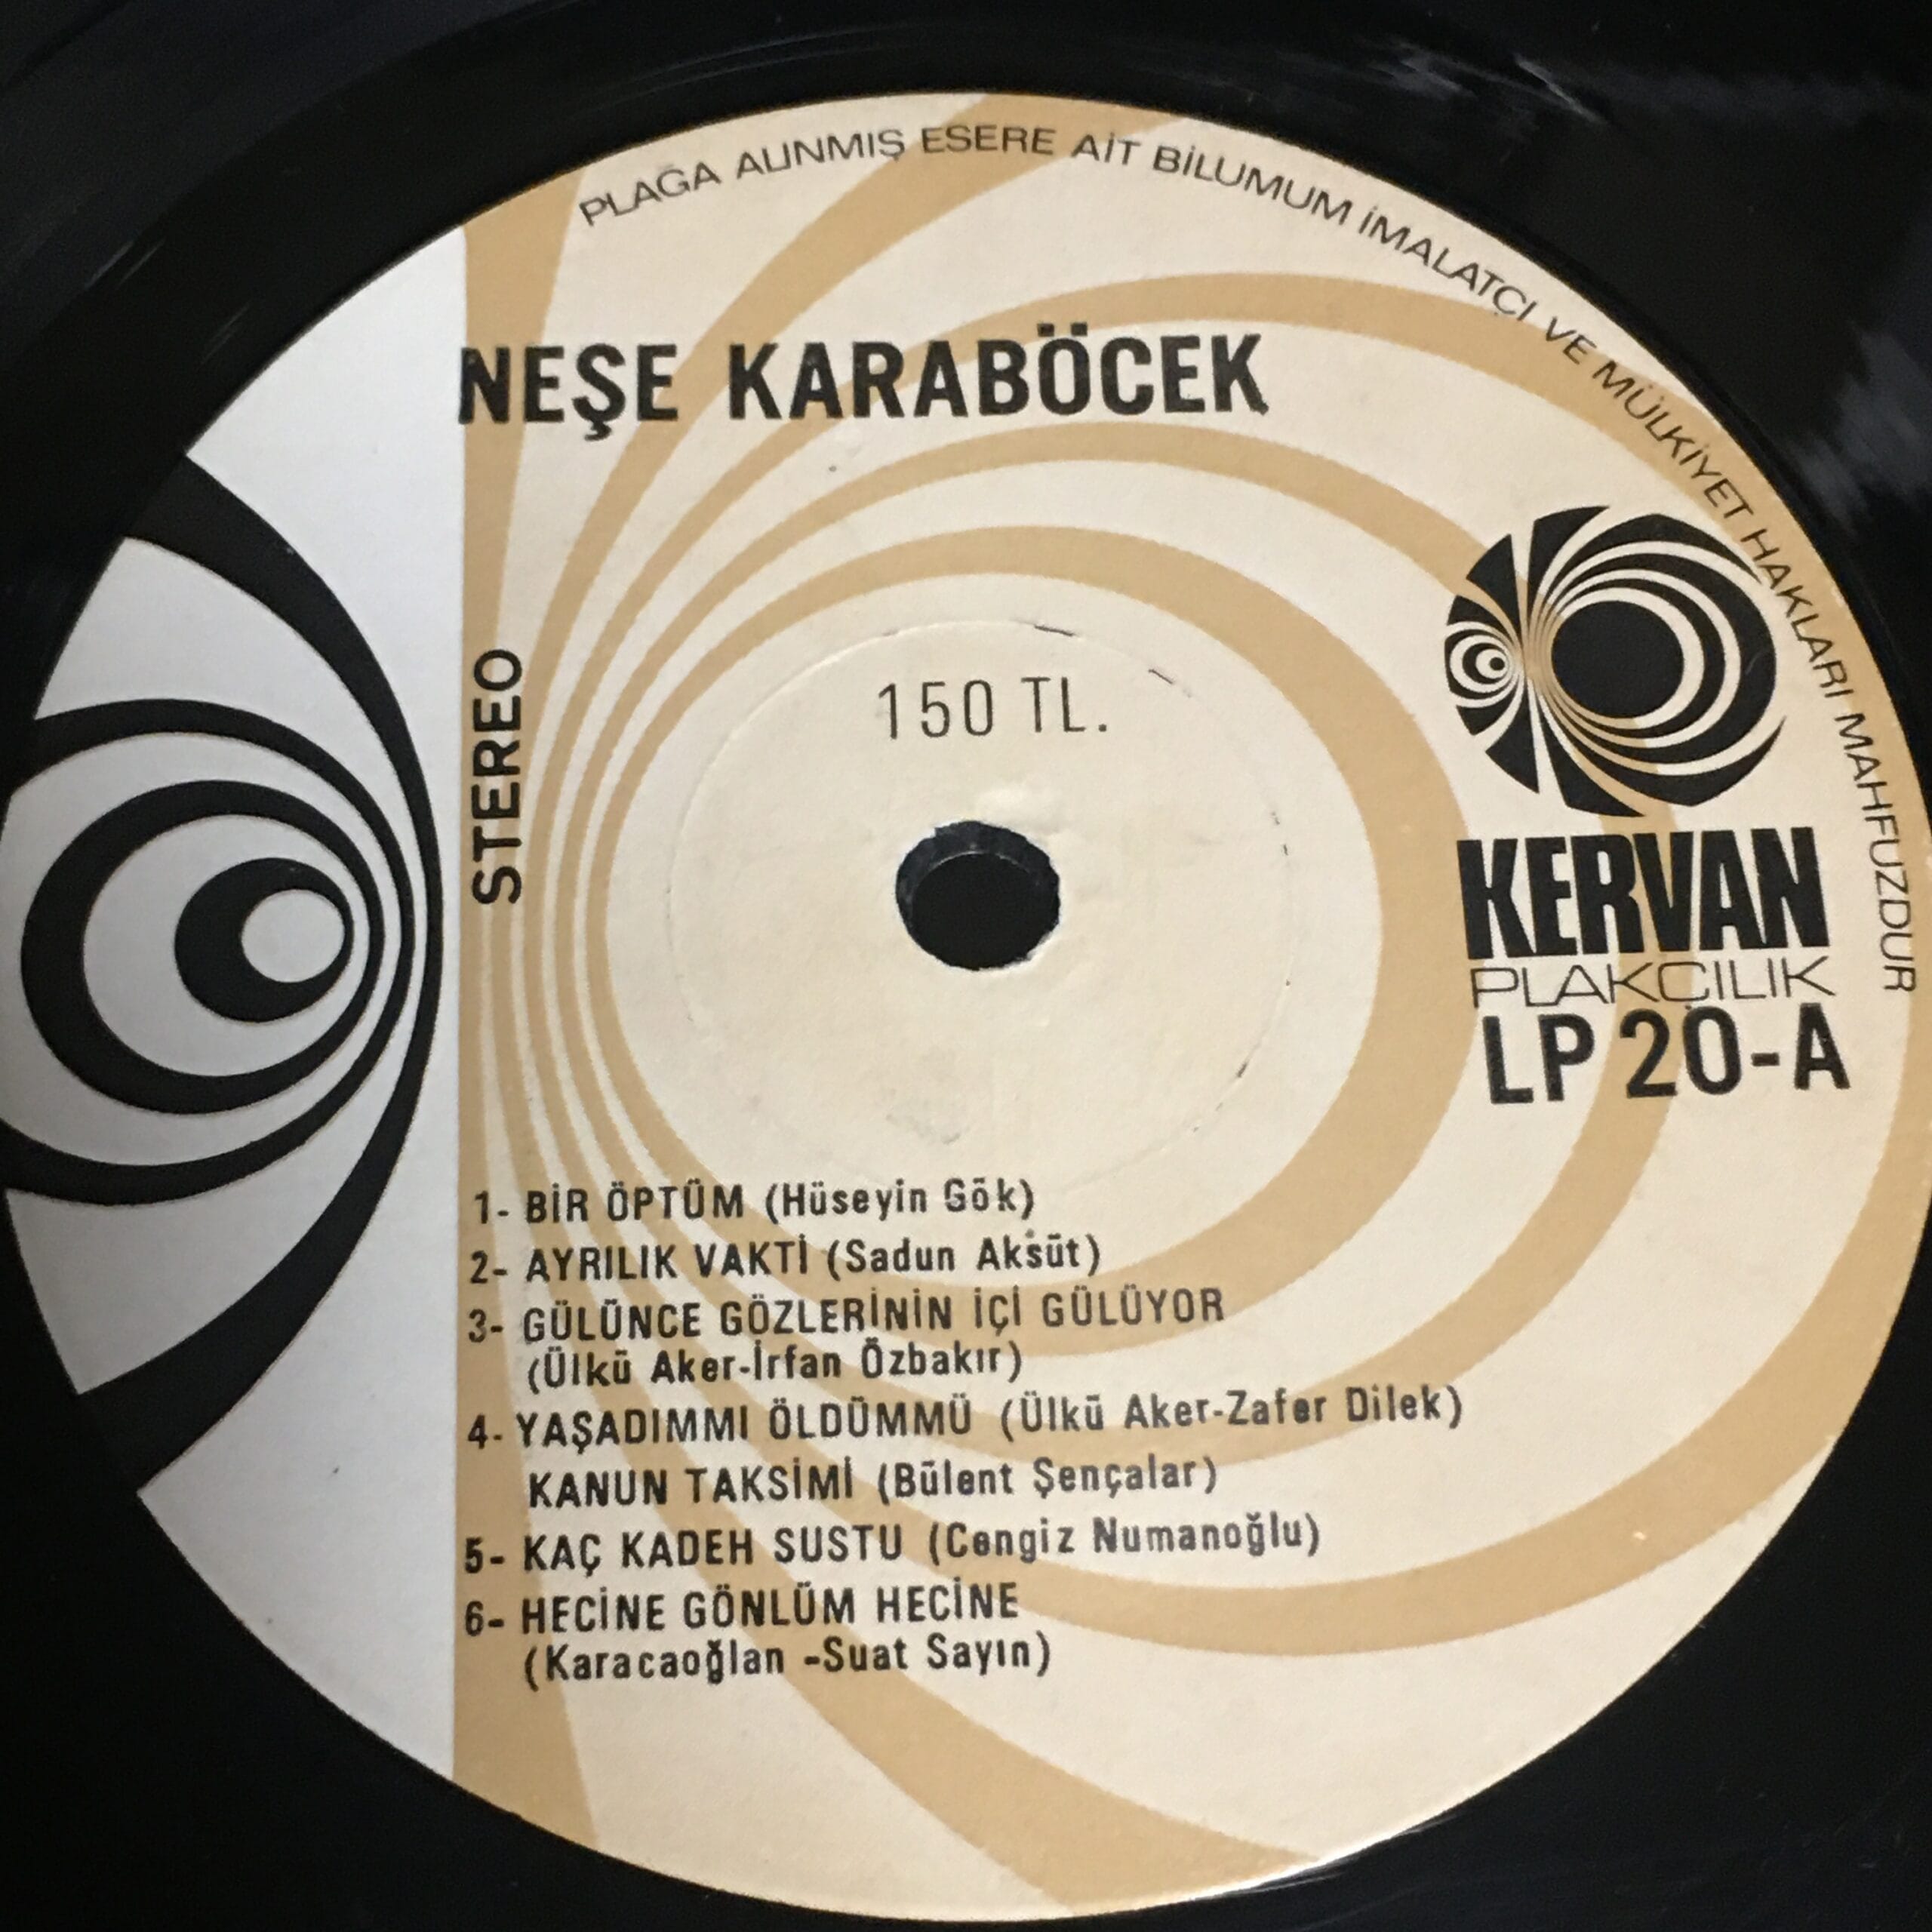 PLAĞA ALINMIŞ ESERE AİT BİLUMUM İMALATÇI VE MÜLKİYET HAKLARI MAHFUZDUR
NEŞE KARABÖCEK
STEREO
150 TL.
KERVAN
PLAKÇILIK
LP 20-A
1- BİR ÖPTÜM (Hüseyin Gök)
2- AYRILIK VAKTİ (Sadun Aksüt)
3- GÜLÜNCE GÖZLERİNİN İÇİ GÜLÜYOR
(Ülkü Aker-İrfan Özbakır)
4- YAŞADIMMI ÖLDÜMMÜ (Ülkü Aker-Zafer Dilek)
KANUN TAKSİMİ (Bülent Şençalar)
5- KAÇ KADEH SUSTU (Cengiz Numanoğlu)
6- HECİNE GÖNLÜM HECİNE
(Karacaoğlan -Suat Sayın)